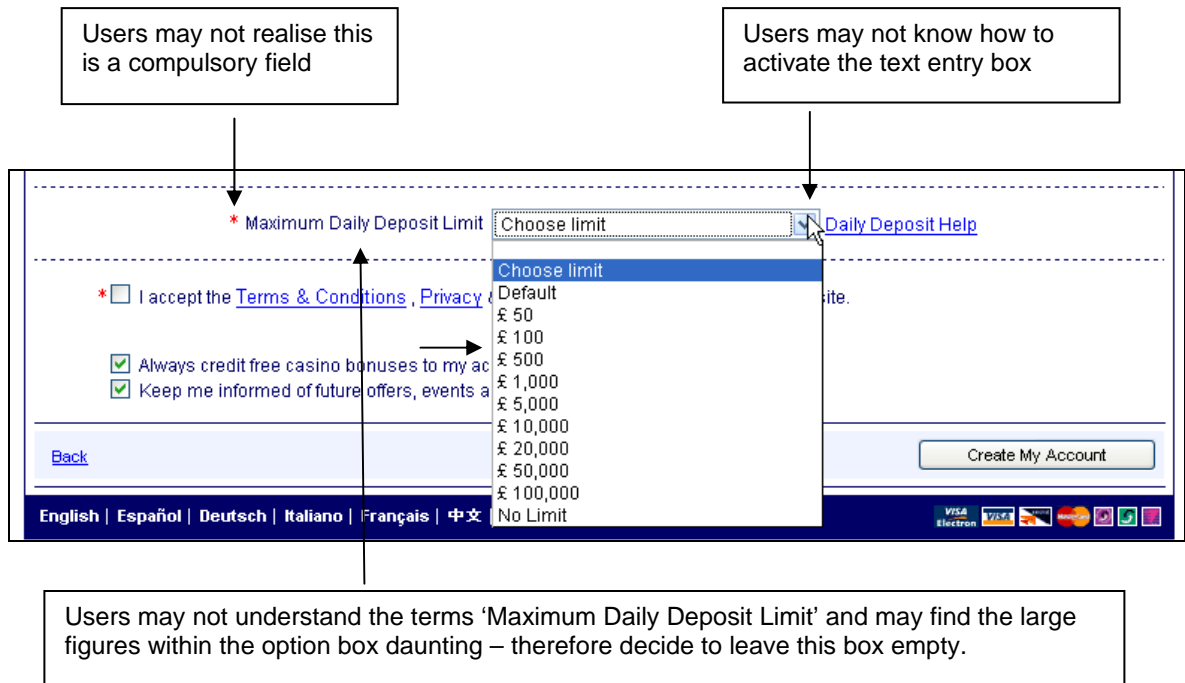 Users may not realise this
is a compulsory field
Users may not know how to
activate the text entry box
* Maximum Daily Deposit Limit Choose limit Daily Deposit Help
Choose limit
Default
£ 50
£ 100
£ 500
£ 1,000
£ 5,000
£ 10,000
£ 20,000
£ 50,000
£ 100,000
No Limit
* I accept the Terms & Conditions , Privacy site.
Always credit free casino bonuses to my ac
Keep me informed of future offers, events a
Back Create My Account
English | Español | Deutsch | Italiano | Français | 中文 VISA Electron VISA MasterCard
Users may not understand the terms ‘Maximum Daily Deposit Limit’ and may find the large
figures within the option box daunting – therefore decide to leave this box empty.